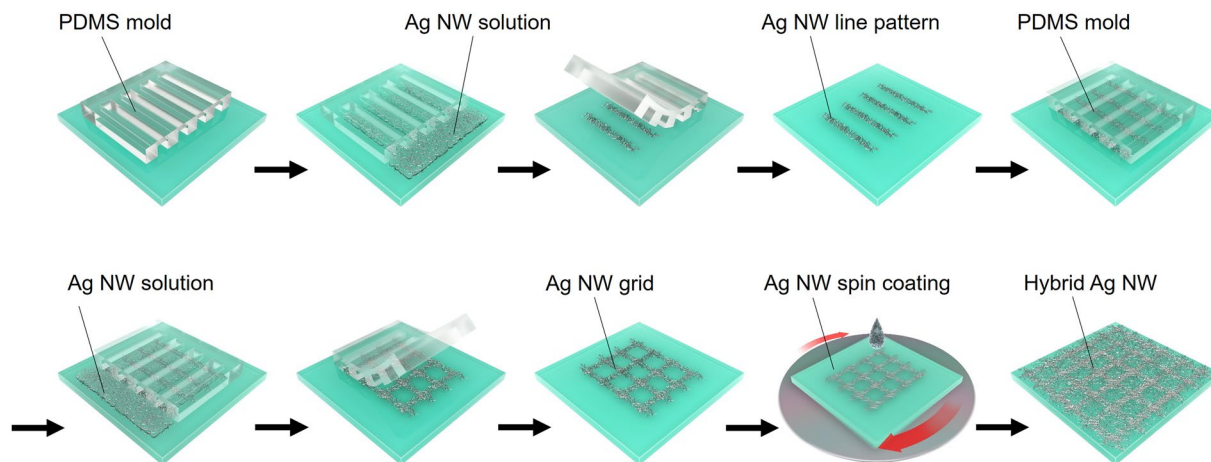 PDMS mold
Ag NW solution
Ag NW line pattern
PDMS mold
Ag NW solution
Ag NW grid
Ag NW spin coating
Hybrid Ag NW